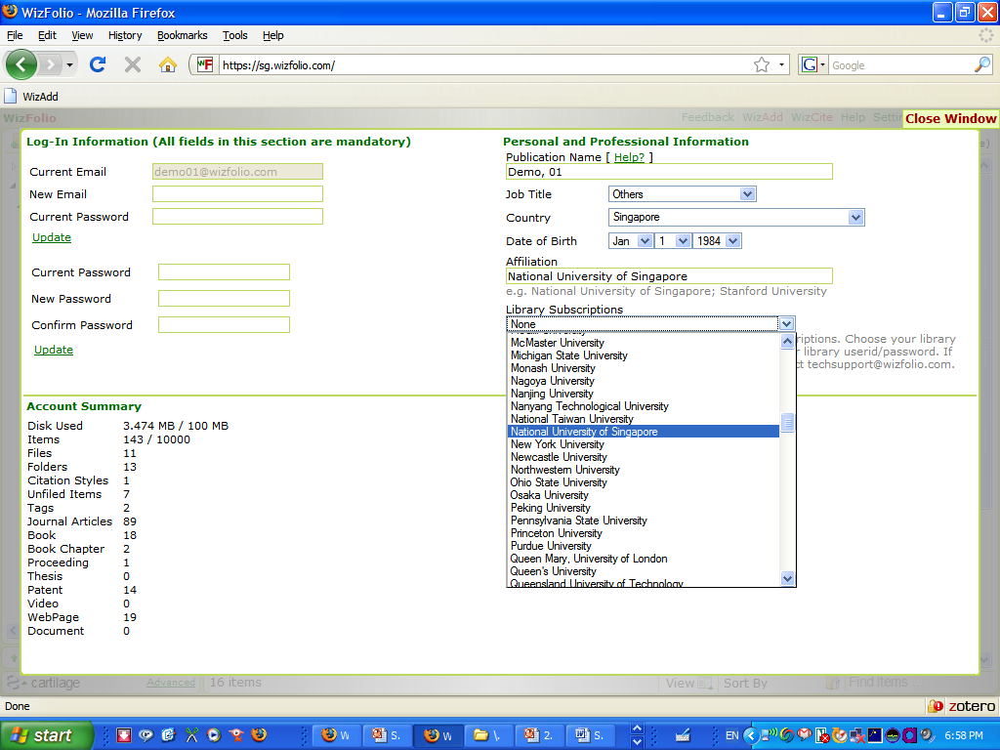 WizFolio - Mozilla Firefox
File Edit View History Bookmarks Tools Help
https://sg.wizfolio.com/
Google
WizAdd
WizFolio Feedback WizAdd WizCite Help
Close Window
Log-In Information (All fields in this section are mandatory)
Current Email demo01@wizfolio.com
New Email
Current Password
Update
Current Password
New Password
Confirm Password
Update
Personal and Professional Information
Publication Name [ Help? ]
Demo, 01
Job Title Others
Country Singapore
Date of Birth Jan 1 1984
Affiliation
National University of Singapore
e.g. National University of Singapore; Stanford University
Library Subscriptions
None
McMaster University
Michigan State University
Monash University
Nagoya University
Nanjing University
Nanyang Technological University
National Taiwan University
National University of Singapore
New York University
Newcastle University
Northwestern University
Ohio State University
Osaka University
Peking University
Pennsylvania State University
Princeton University
Purdue University
Queen Mary, University of London
Queen's University
Queensland University of Technology
riptions. Choose your library
library userid/password. If
ct techsupport@wizfolio.com.
Account Summary
Disk Used 3.474 MB / 100 MB
Items 143 / 10000
Files 11
Folders 13
Citation Styles 1
Unfiled Items 7
Tags 2
Journal Articles 89
Book 18
Book Chapter 2
Proceeding 1
Thesis 0
Patent 14
Video 0
WebPage 19
Document 0
cartilage Advanced 16 items View Sort By Find Items ...
Done zotero
start W S. W \. 2. S. EN 6:58 PM